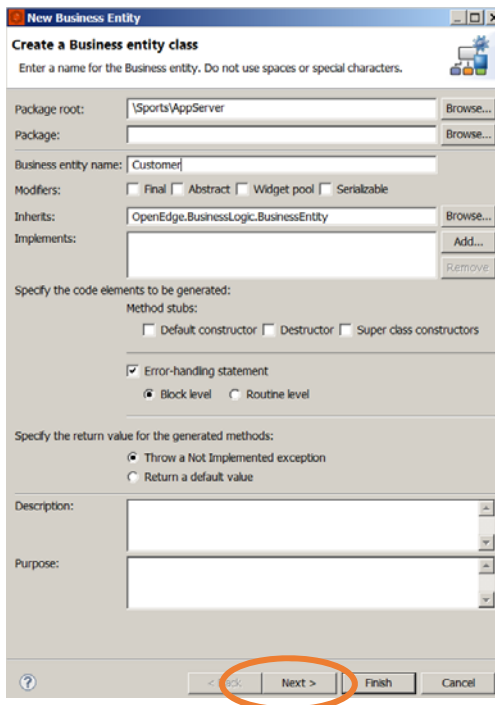 New Business Entity
Create a Business entity class
Enter a name for the Business entity. Do not use spaces or special characters.
Package root: \Sports\AppServer Browse...
Package: Browse...
Business entity name: Customer
Modifiers: Final Abstract Widget pool Serializable
Inherits: OpenEdge.BusinessLogic.BusinessEntity Browse...
Implements: Add...
Remove
Specify the code elements to be generated:
Method stubs:
Default constructor Destructor Super class constructors
Error-handling statement
Block level Routine level
Specify the return value for the generated methods:
Throw a Not Implemented exception
Return a default value
Description:
Purpose:
? < Back Next > Finish Cancel